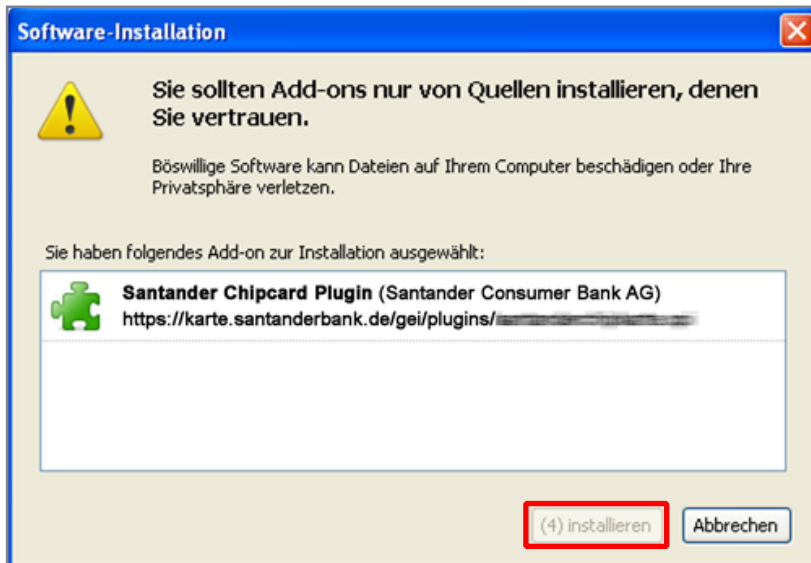 Software-Installation
Sie sollten Add-ons nur von Quellen installieren, denen
Sie vertrauen.
Böswillige Software kann Dateien auf Ihrem Computer beschädigen oder Ihre
Privatsphäre verletzen.
Sie haben folgendes Add-on zur Installation ausgewählt:
Santander Chipcard Plugin (Santander Consumer Bank AG)
https://karte.santanderbank.de/gei/plugins/
(4) installieren
Abbrechen